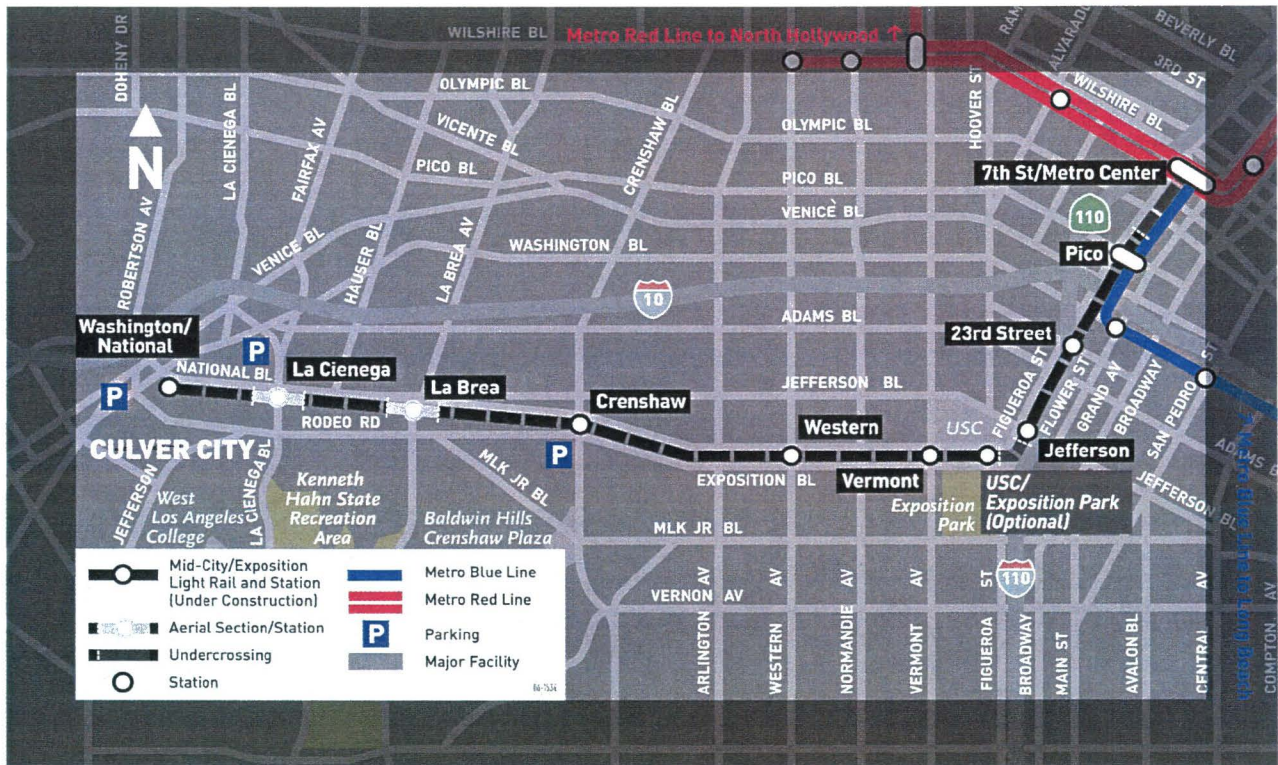 DOHENY DR
WILSHIRE BL
Metro Red Line to North Hollywood ↑
RAM
ALVARADO
BEVERLY BL
3RD ST
WILSHIRE BL
HOOVER ST
N
LA CIENEGA BL
OLYMPIC BL
FAIRFAX AV
VICENTE BL
PICO BL
CRENSHAW BL
OLYMPIC BL
PICO BL
VENICE BL
7th St/Metro Center
110
ROBERTSON AV
VENICE BL
HAUSER BL
LA BREA AV
WASHINGTON BL
10
Pico
ADAMS BL
Washington/
National
P
NATIONAL BL
La Cienega
La Brea
Crenshaw
JEFFERSON BL
23rd Street
FIGUEROA ST
FLOWER ST
GRAND AV
BROADWAY
SAN PEDRO ST
P
RODEO RD
CULVER CITY
P
Western
USC
Jefferson
ADAMS B
JEFFERSON BL
Vermont
EXPOSITION BL
USC/
Exposition Park
(Optional)
Exposition
Park
MLK JR BL
MLK JR BL
JEFFERSON
LA CIENEGA BL
West
Los Angeles
College
Kenneth
Hahn State
Recreation
Area
Baldwin Hills
Crenshaw Plaza
VERNON AV
110
ARLINGTON AV
WESTERN AV
NORMANDIE AV
VERMONT AV
FIGUEROA ST
BROADWAY
MAIN ST
AVALON BL
CENTRAL AV
Metro Blue Line to Long Beach
COMPTON AV
Mid-City/Exposition
Light Rail and Station
(Under Construction)
Aerial Section/Station
Undercrossing
Station
Metro Blue Line
Metro Red Line
P Parking
Major Facility